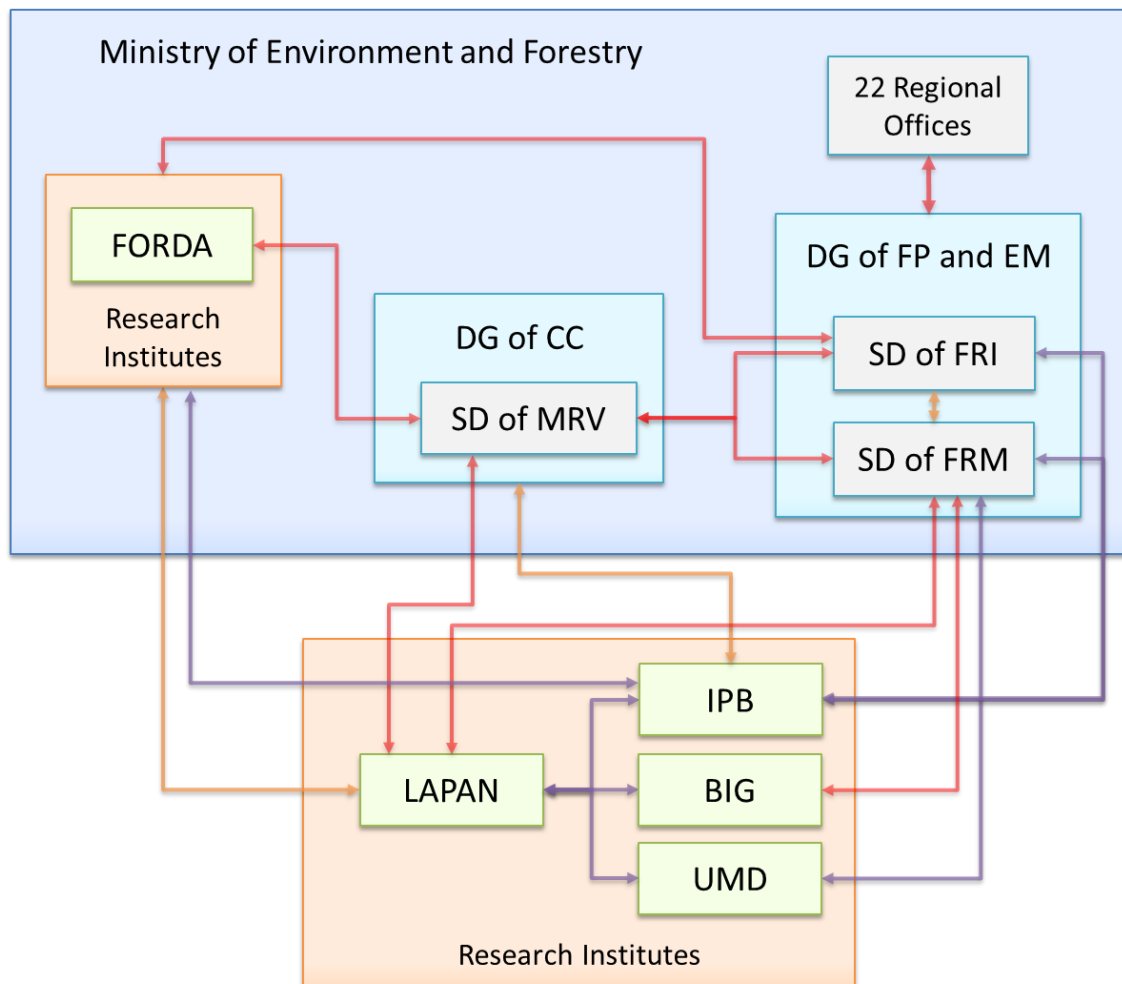 Ministry of Environment and Forestry
22 Regional
Offices
FORDA
Research
Institutes
DG of CC
SD of MRV
DG of FP and EM
SD of FRI
SD of FRM
IPB
LAPAN
BIG
UMD
Research Institutes